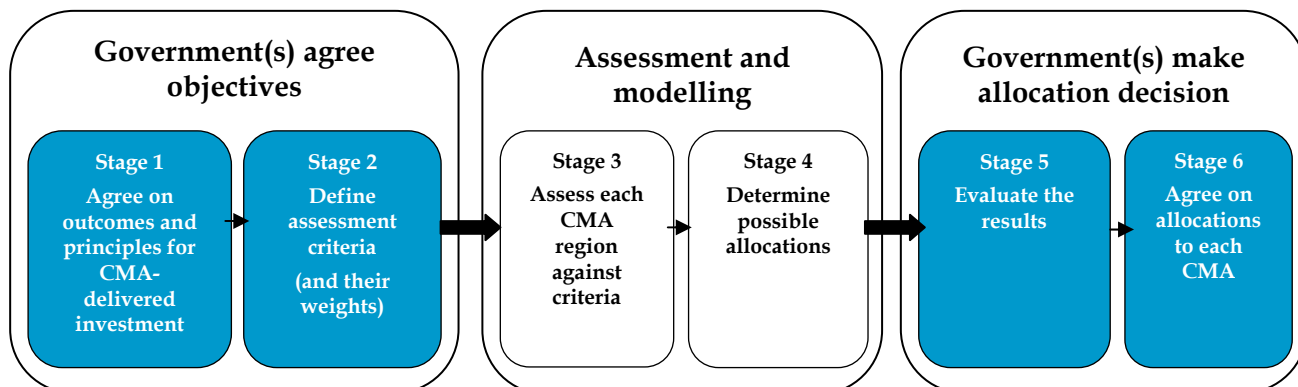 Government(s) agree
objectives
Stage 1
Agree on
outcomes and
principles for
CMA-
delivered
investment
Stage 2
Define
assessment
criteria
(and their
weights)
Assessment and
modelling
Stage 3
Assess each
CMA
region
against
criteria
Stage 4
Determine
possible
allocations
Government(s) make
allocation decision
Stage 5
Evaluate the
results
Stage 6
Agree on
allocations
to each
CMA